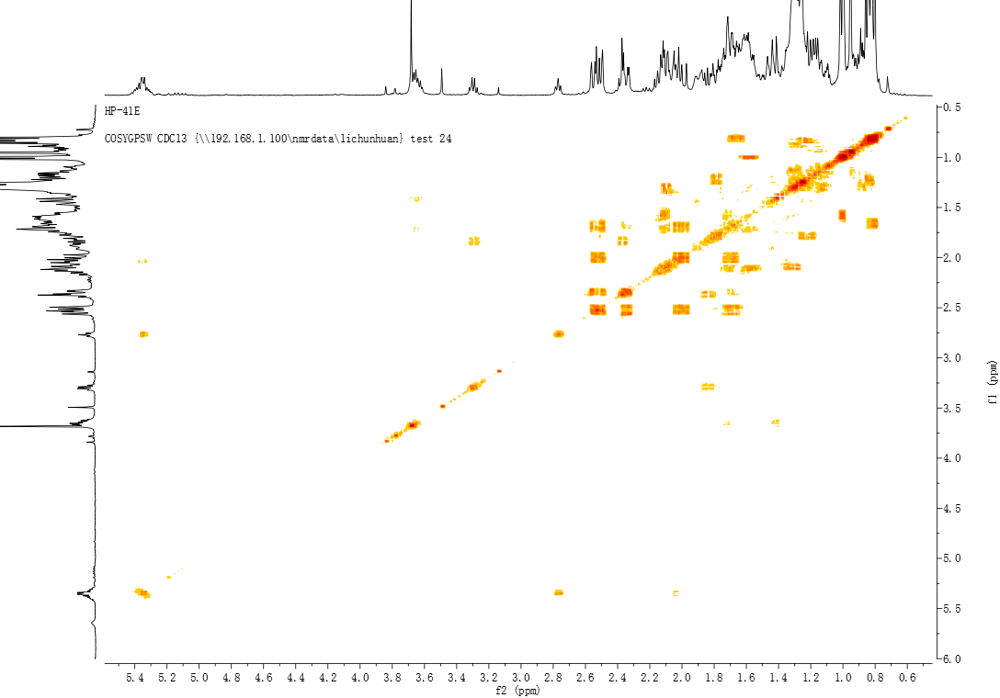 HP-41E
COSYGPSW CDCl3 {\\192.168.1.100\nmrdata\lichunhuan} test 24
0.5
1.0
1.5
2.0
2.5
3.0
3.5
4.0
4.5
5.0
5.5
6.0
f1 (ppm)
5.4 5.2 5.0 4.8 4.6 4.4 4.2 4.0 3.8 3.6 3.4 3.2 3.0 2.8 2.6 2.4 2.2 2.0 1.8 1.6 1.4 1.2 1.0 0.8 0.6
f2 (ppm)